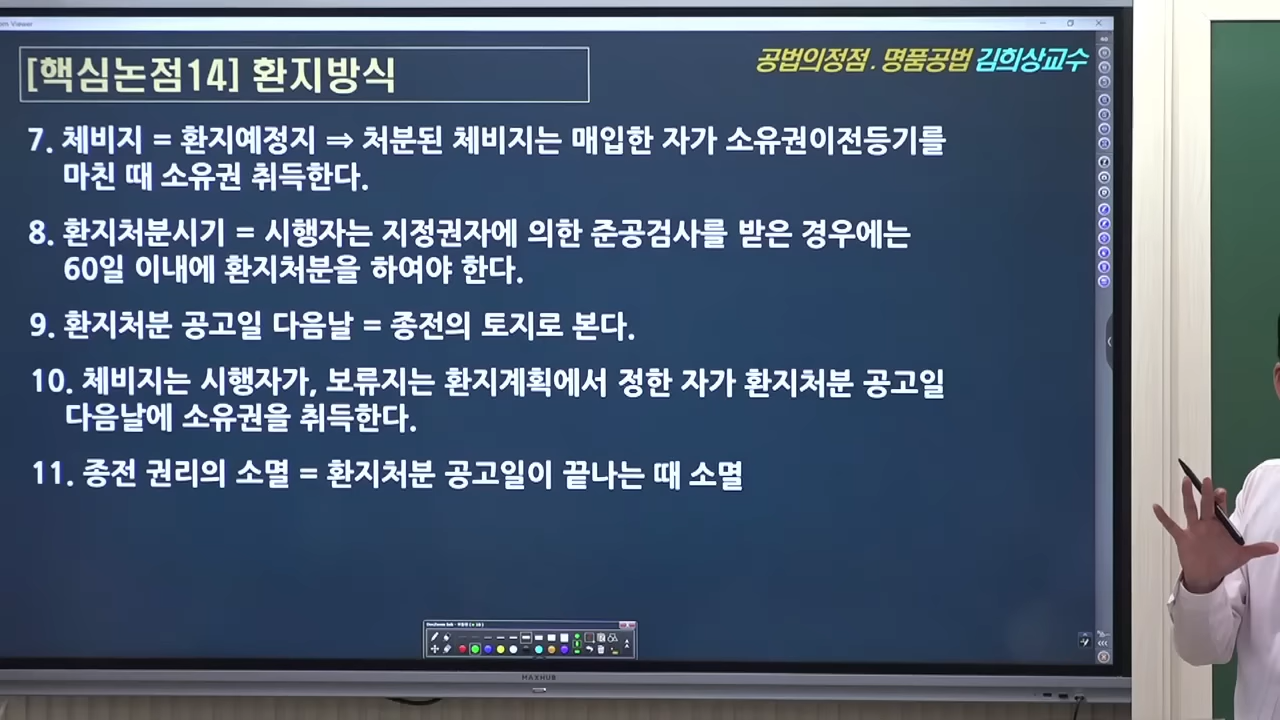 [핵심논점14] 환지방식
공법의정점 . 명품공법 김희상교수
7. 체비지 = 환지예정지 ⇒ 처분된 체비지는 매입한 자가 소유권이전등기를
마친 때 소유권 취득한다.
8. 환지처분시기 = 시행자는 지정권자에 의한 준공검사를 받은 경우에는
60일 이내에 환지처분을 하여야 한다.
9. 환지처분 공고일 다음날 = 종전의 토지로 본다.
10. 체비지는 시행자가, 보류지는 환지계획에서 정한 자가 환지처분 공고일
다음날에 소유권을 취득한다.
11. 종전 권리의 소멸 = 환지처분 공고일이 끝나는 때 소멸
MAXHUB